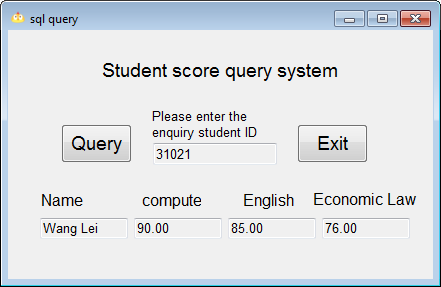 sql query
Student score query system
Please enter the
enquiry student ID
Query
31021
Exit
Name compute English Economic Law
Wang Lei 90.00 85.00 76.00